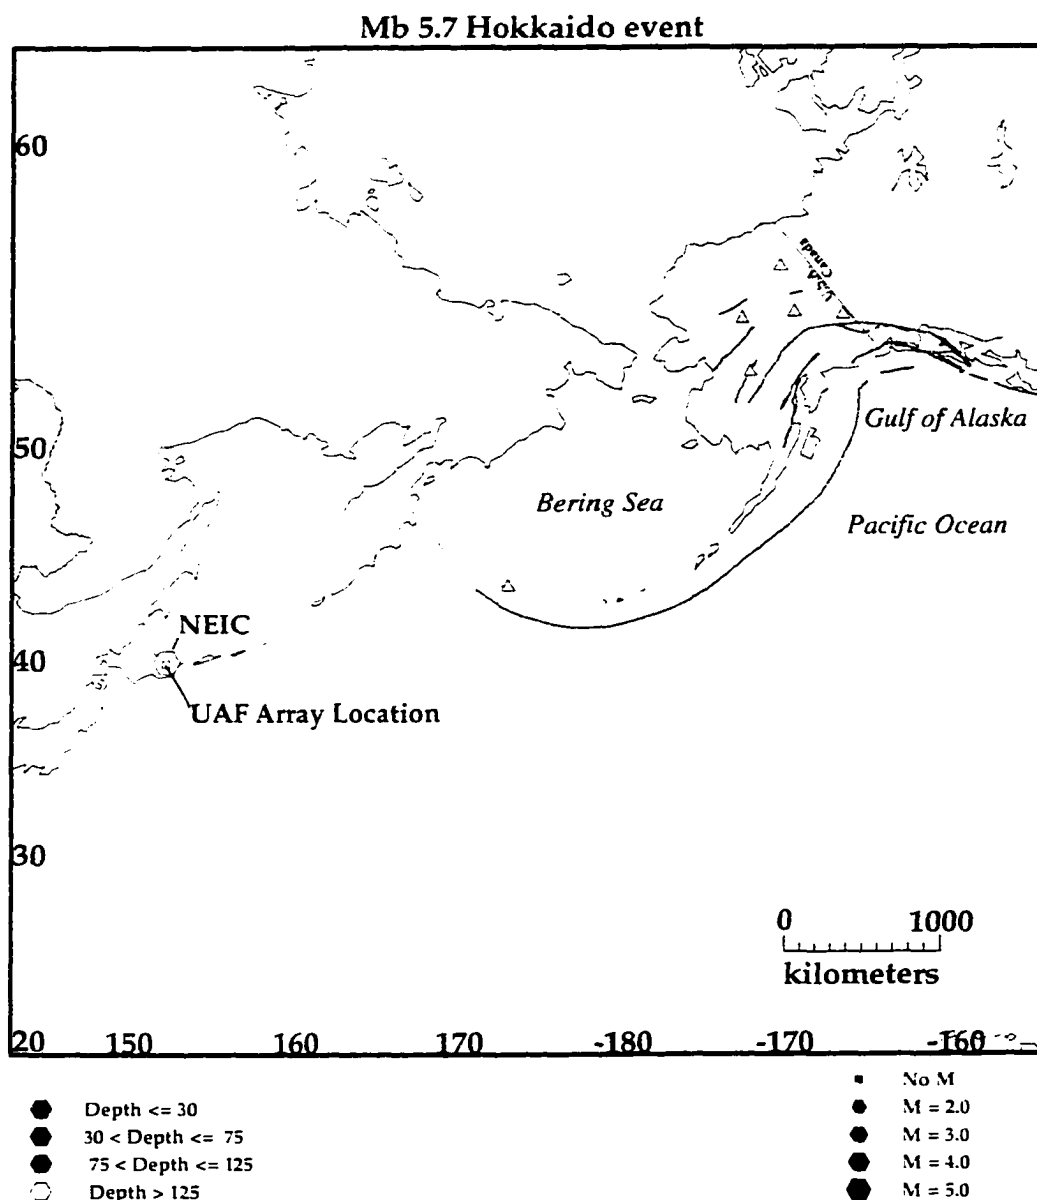 Mb 5.7 Hokkaido event
60
Canada
U.S.A
Gulf of Alaska
50
Bering Sea
Pacific Ocean
NEIC
40
UAF Array Location
30
0 1000
kilometers
20 150 160 170 -180 -170 -160
No M
Depth <= 30 M = 2.0
30 < Depth <= 75 M = 3.0
75 < Depth <= 125 M = 4.0
Depth > 125 M = 5.0